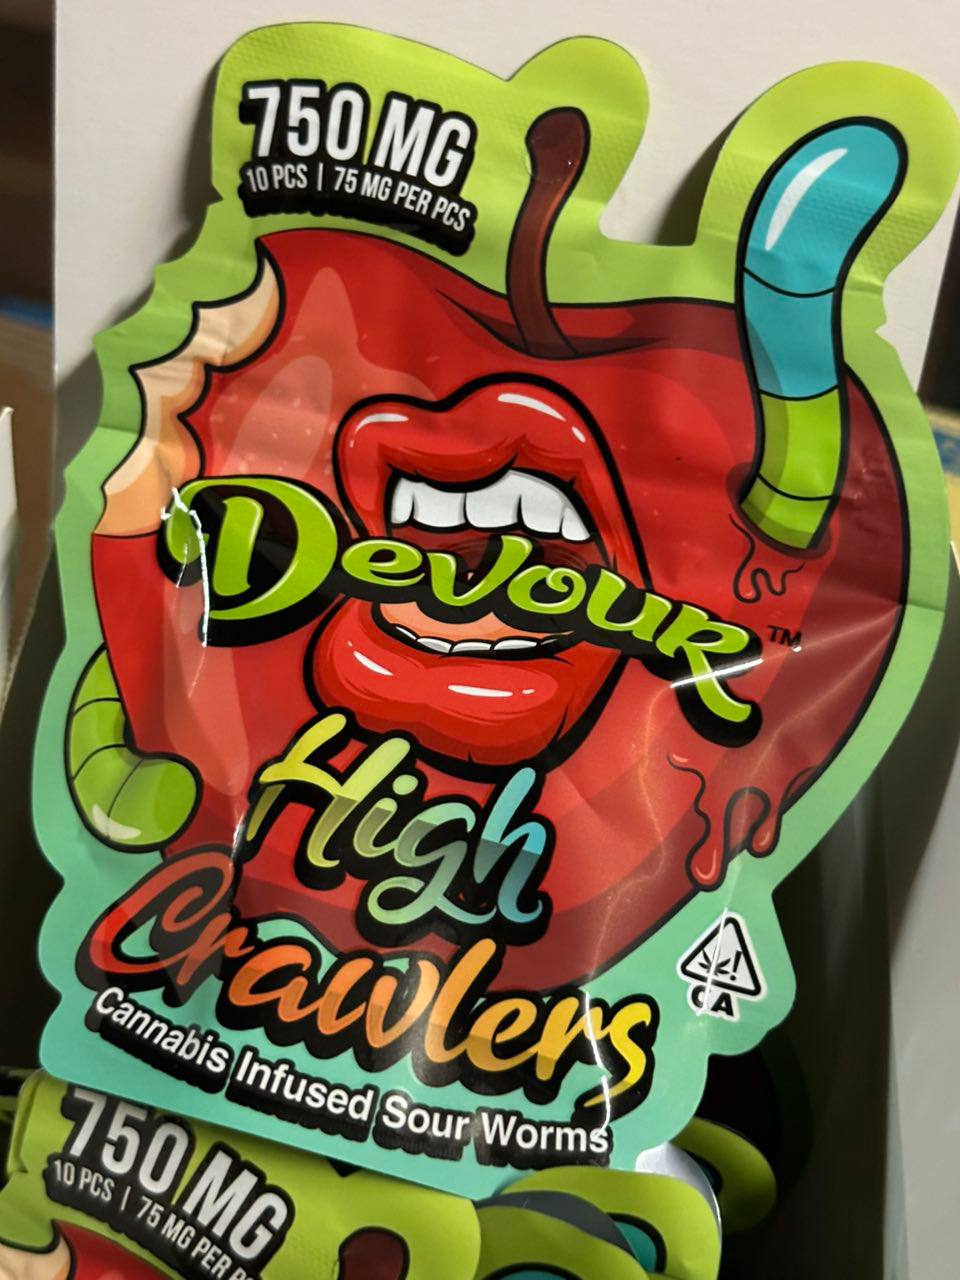 750 MG
10 PCS | 75 MG PER PCS
Devour™
High
Crawlers
CA
Cannabis Infused Sour Worms
750 MG
10 PCS | 75 MG PER